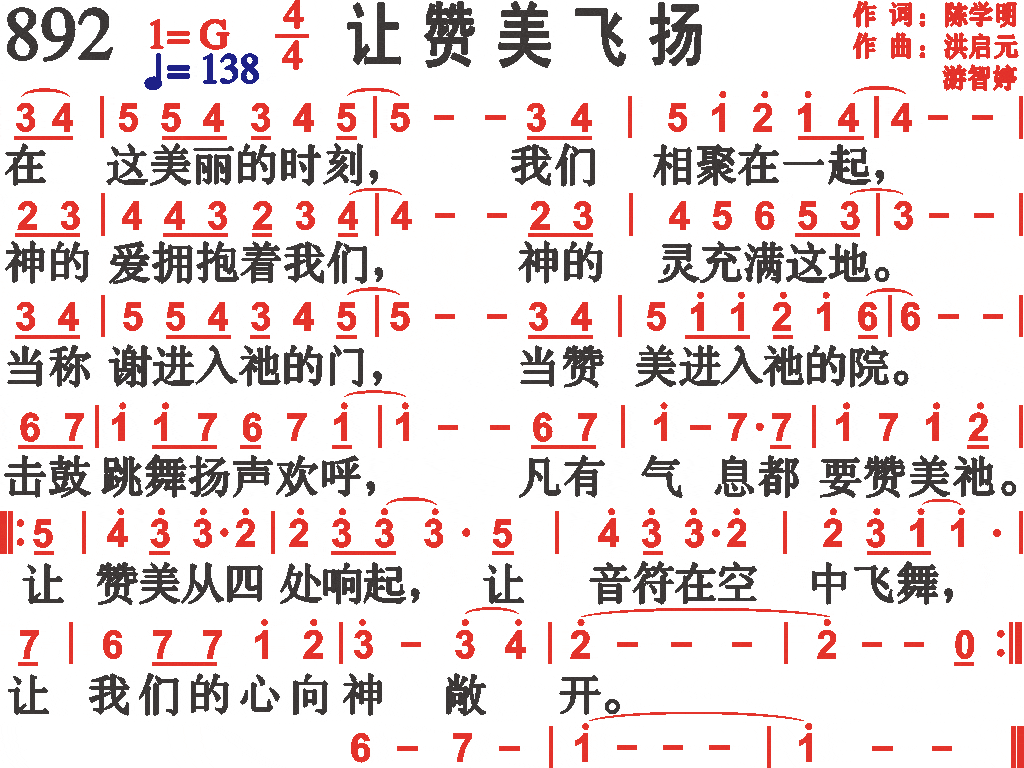 892 1=G 4/4 让赞美飞扬 作词：陈学明
♩=138 作曲：洪启元
游智婷
3 4 | 5 5 4 3 4 5 | 5 - - 3 4 | 5 1̇ 2̇ 1̇ 4̇ | 4̇ - - |
在 这美丽的时刻， 我们 相聚在一起，
2 3 | 4 4 3 2 3 4 | 4 - - 2 3 | 4 5 6 5 3 | 3 - - |
神的 爱拥抱着我们， 神的 灵充满这地。
3 4 | 5 5 4 3 4 5 | 5 - - 3 4 | 5 1̇ 1̇ 2̇ 1̇ 6 | 6 - - |
当称 谢进入祂的门， 当赞 美进入祂的院。
6 7 | 1̇ 1̇ 7 6 7 1̇ | 1̇ - - 6 7 | 1̇ - 7· 7 | 1̇ 7 1̇ 2̇ |
击鼓 跳舞扬声欢呼， 凡有 气 息都 要赞美祂。
‖: 5 | 4̇ 3̇ 3̇· 2̇ | 2̇ 3̇ 3̇ 3̇ · 5 | 4̇ 3̇ 3̇· 2̇ | 2̇ 3̇ 1̇ 1̇ · |
让 赞美从四 处响起， 让 音符在空 中飞舞，
7 | 6 7 7 1̇ 2̇ | 3̇ - 3̇ 4̇ | 2̇ - - - | 2̇ - - 0 :‖
让 我们的心向神 敞 开。
6 - 7 - | 1̇ - - - | 1̇ - - ‖